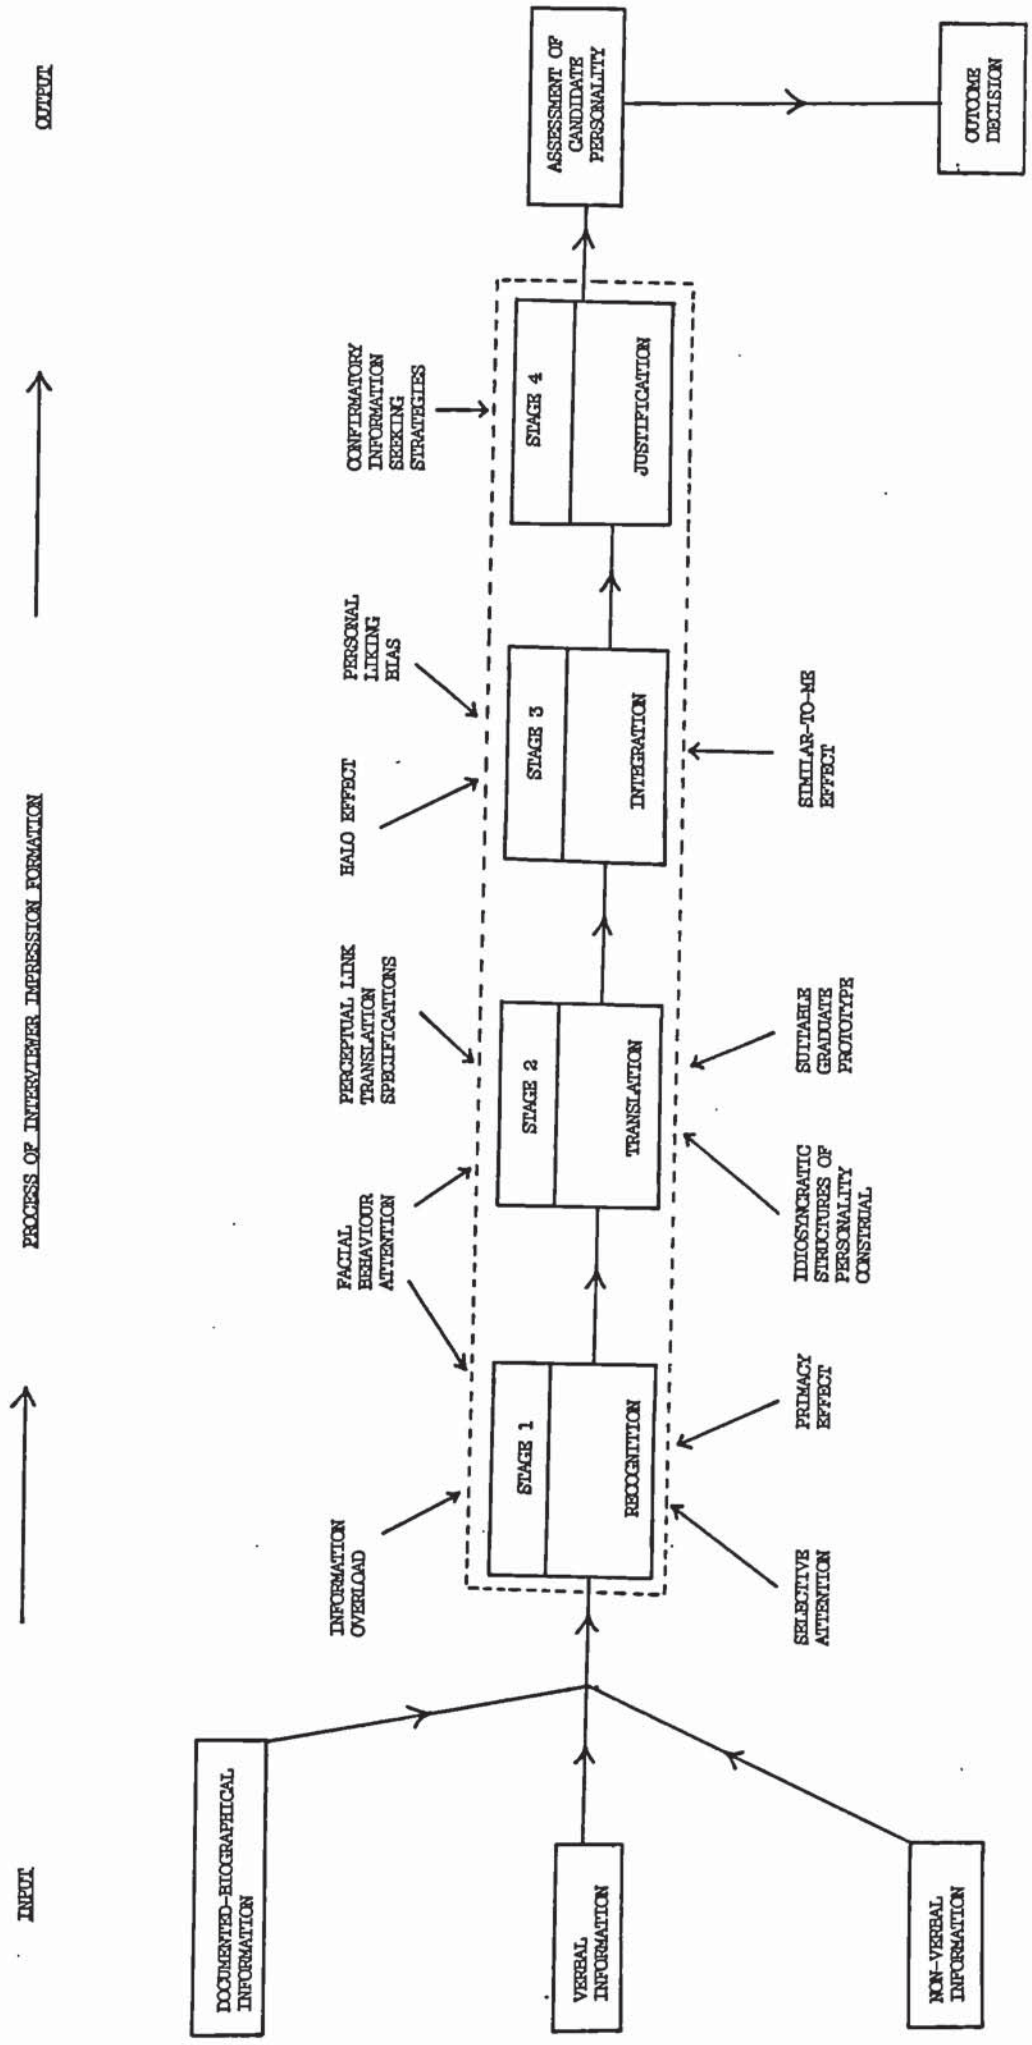 INPUT
PROCESS OF INTERVIEWER IMPRESSION FORMATION
OUTPUT
DOCUMENTED-BIOGRAPHICAL
INFORMATION
VERBAL
INFORMATION
NON-VERBAL
INFORMATION
INFORMATION
OVERLOAD
FACIAL
BEHAVIOUR
ATTENTION
PERCEPTUAL LINK
TRANSLATION
SPECIFICATIONS
HALO EFFECT
PERSONAL
LIKING
BIAS
CONFIRMATORY
INFORMATION
SEEKING
STRATEGIES
STAGE 1
RECOGNITION
STAGE 2
TRANSLATION
STAGE 3
INTEGRATION
STAGE 4
JUSTIFICATION
SELECTIVE
ATTENTION
PRIMACY
EFFECT
IDIOSYNCRATIC
STRUCTURES OF
PERSONALITY
CONSTRIAL
SUITABLE
GRADUATE
PROTOTYPE
SIMILAR-TO-ME
EFFECT
ASSESSMENT OF
CANDIDATE
PERSONALITY
OUTCOME
DECISION